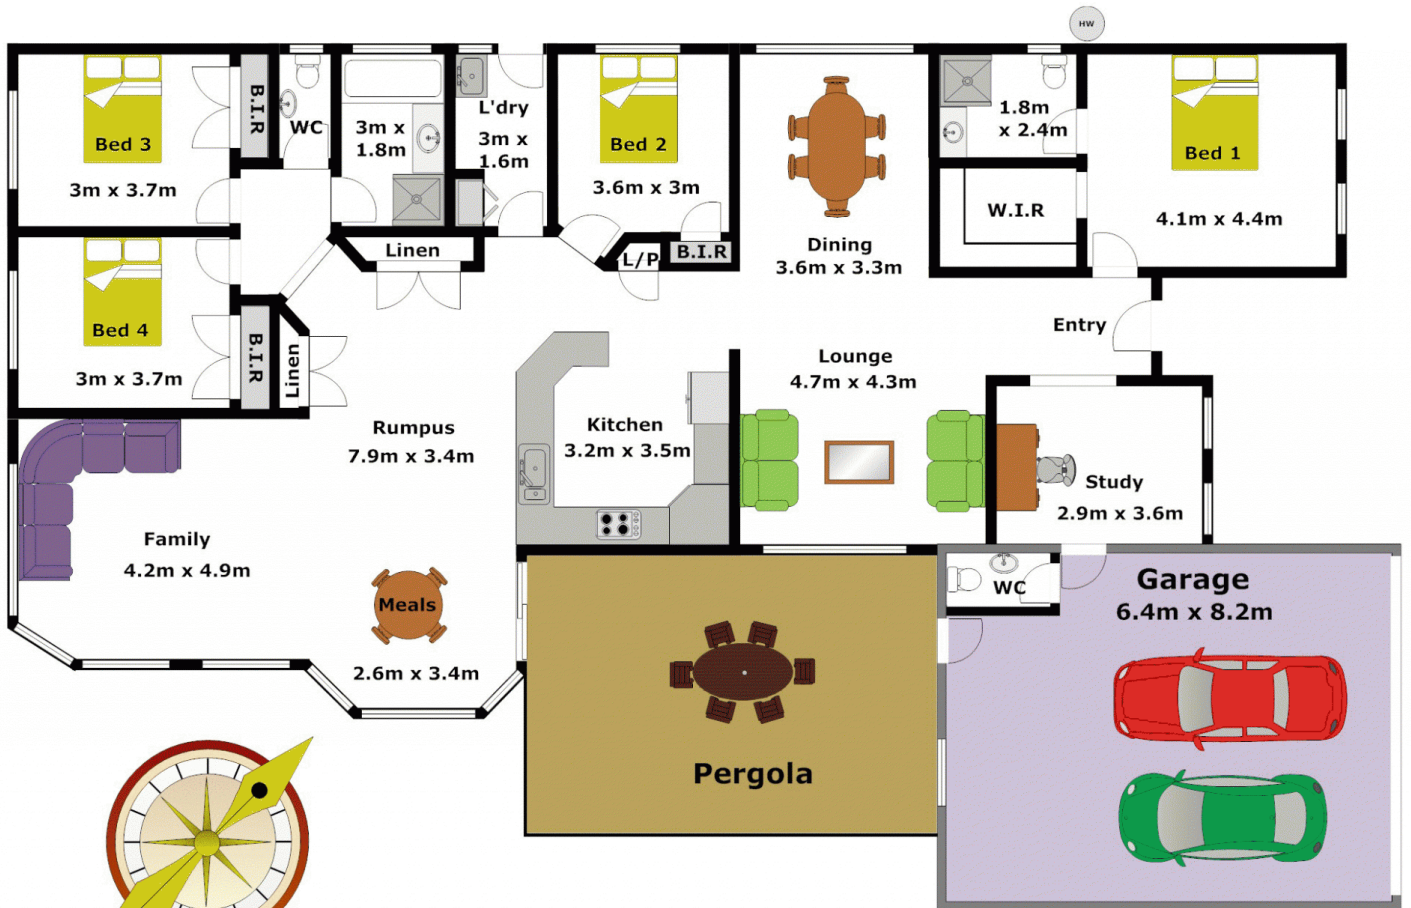 HW
Bed 3
3m x 3.7m
B.I.R
WC
3m x
1.8m
L'dry
3m x
1.6m
Bed 2
3.6m x 3m
1.8m
x 2.4m
Bed 1
4.1m x 4.4m
W.I.R
Linen
L/P
B.I.R
Dining
3.6m x 3.3m
Bed 4
3m x 3.7m
B.I.R
Linen
Entry
Lounge
4.7m x 4.3m
Rumpus
7.9m x 3.4m
Kitchen
3.2m x 3.5m
Study
2.9m x 3.6m
Family
4.2m x 4.9m
Meals
2.6m x 3.4m
WC
Garage
6.4m x 8.2m
Pergola